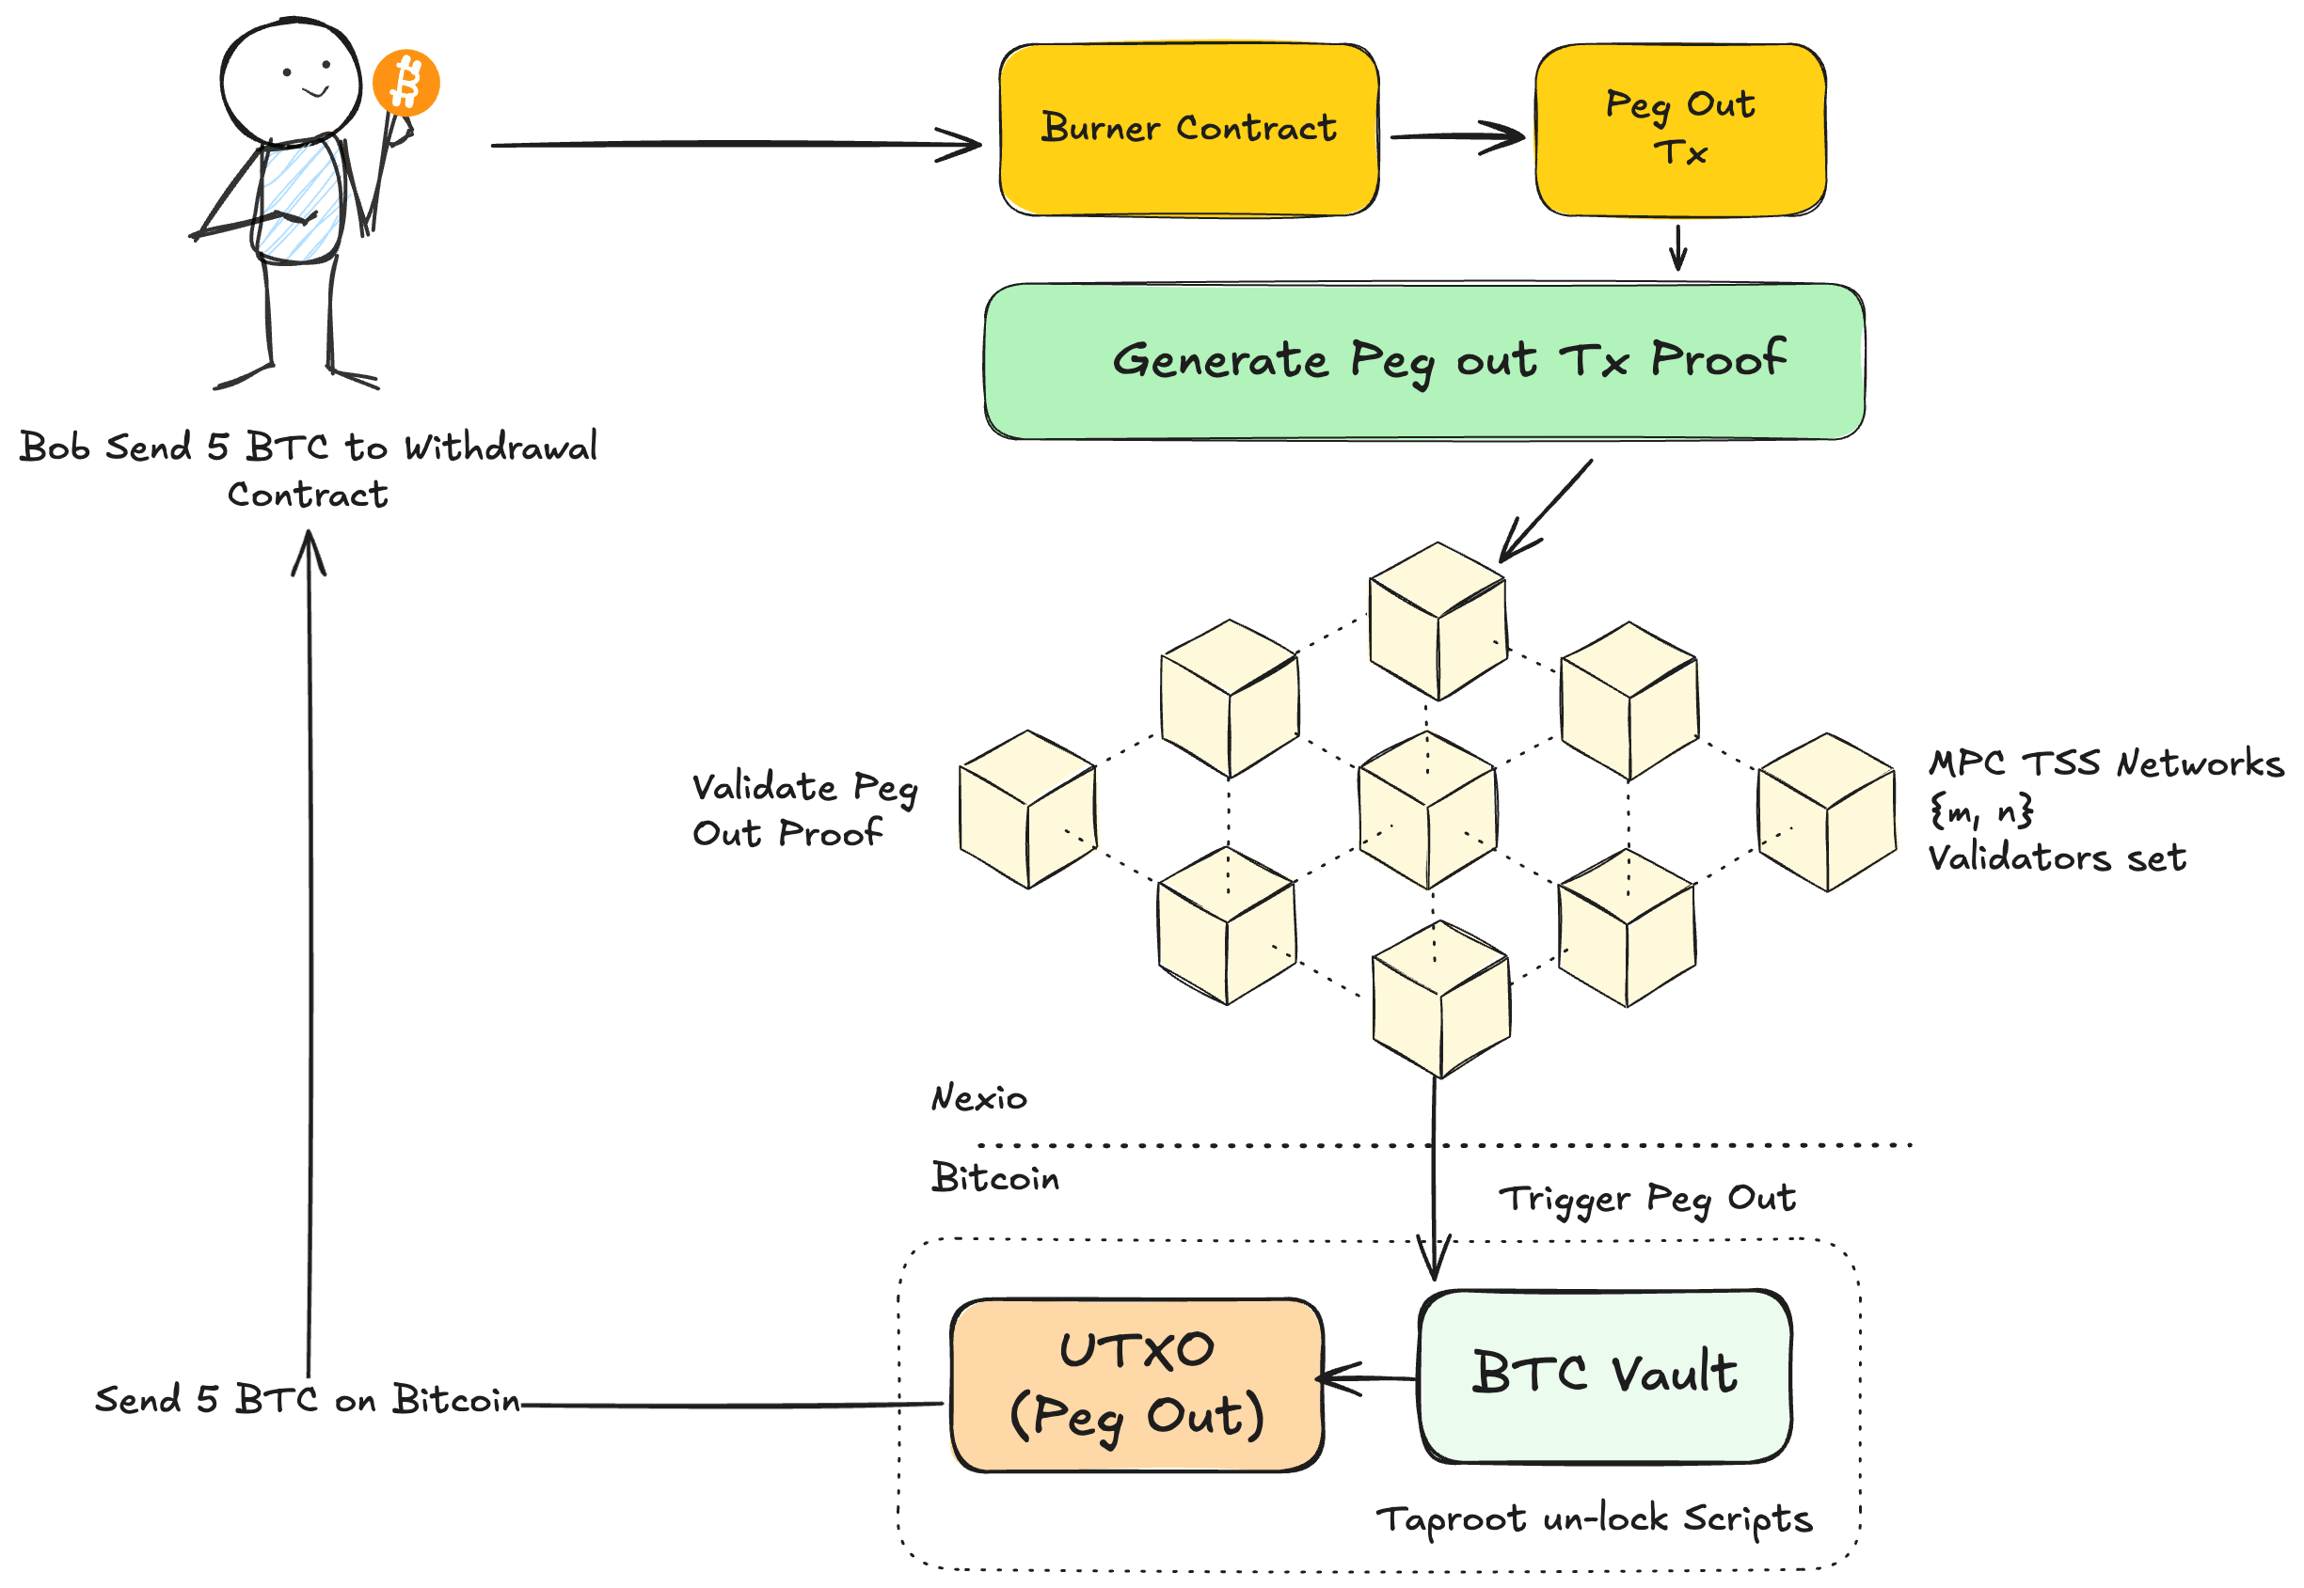 Burner Contract
Peg Out
Tx
Generate Peg out Tx Proof
Bob Send 5 BTC to Withdrawal
Contract
Validate Peg
Out Proof
MPC TSS Networks
{m, n}
Validators set
Nexio
Bitcoin
Trigger Peg Out
UTXO
(Peg Out)
BTC Vault
Send 5 BTC on Bitcoin
Taproot un-lock Scripts